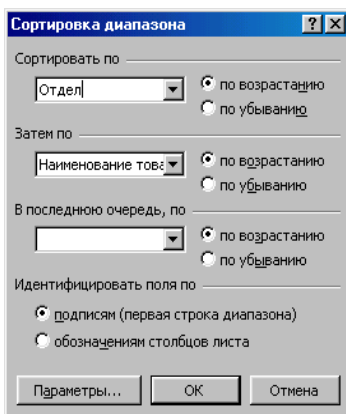 Сортировка диапазона
Сортировать по
Отдел
по возрастанию
по убыванию
Затем по
Наименование това
по возрастанию
по убыванию
В последнюю очередь, по
по возрастанию
по убыванию
Идентифицировать поля по
подписям (первая строка диапазона)
обозначениям столбцов листа
Параметры... ОК Отмена